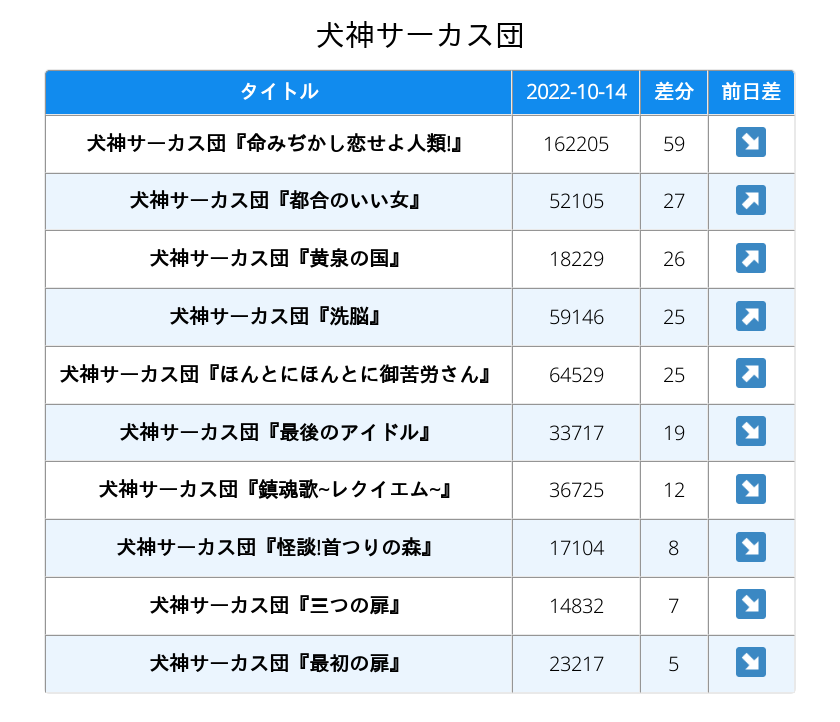 犬神サーカス団
タイトル 2022-10-14 差分 前日差
犬神サーカス団『命みぢかし恋せよ人類!』 162205 59 ↘
犬神サーカス団『都合のいい女』 52105 27 ↗
犬神サーカス団『黄泉の国』 18229 26 ↗
犬神サーカス団『洗脳』 59146 25 ↗
犬神サーカス団『ほんとにほんとに御苦労さん』 64529 25 ↗
犬神サーカス団『最後のアイドル』 33717 19 ↘
犬神サーカス団『鎮魂歌~レクイエム~』 36725 12 ↘
犬神サーカス団『怪談!首つりの森』 17104 8 ↘
犬神サーカス団『三つの扉』 14832 7 ↘
犬神サーカス団『最初の扉』 23217 5 ↘